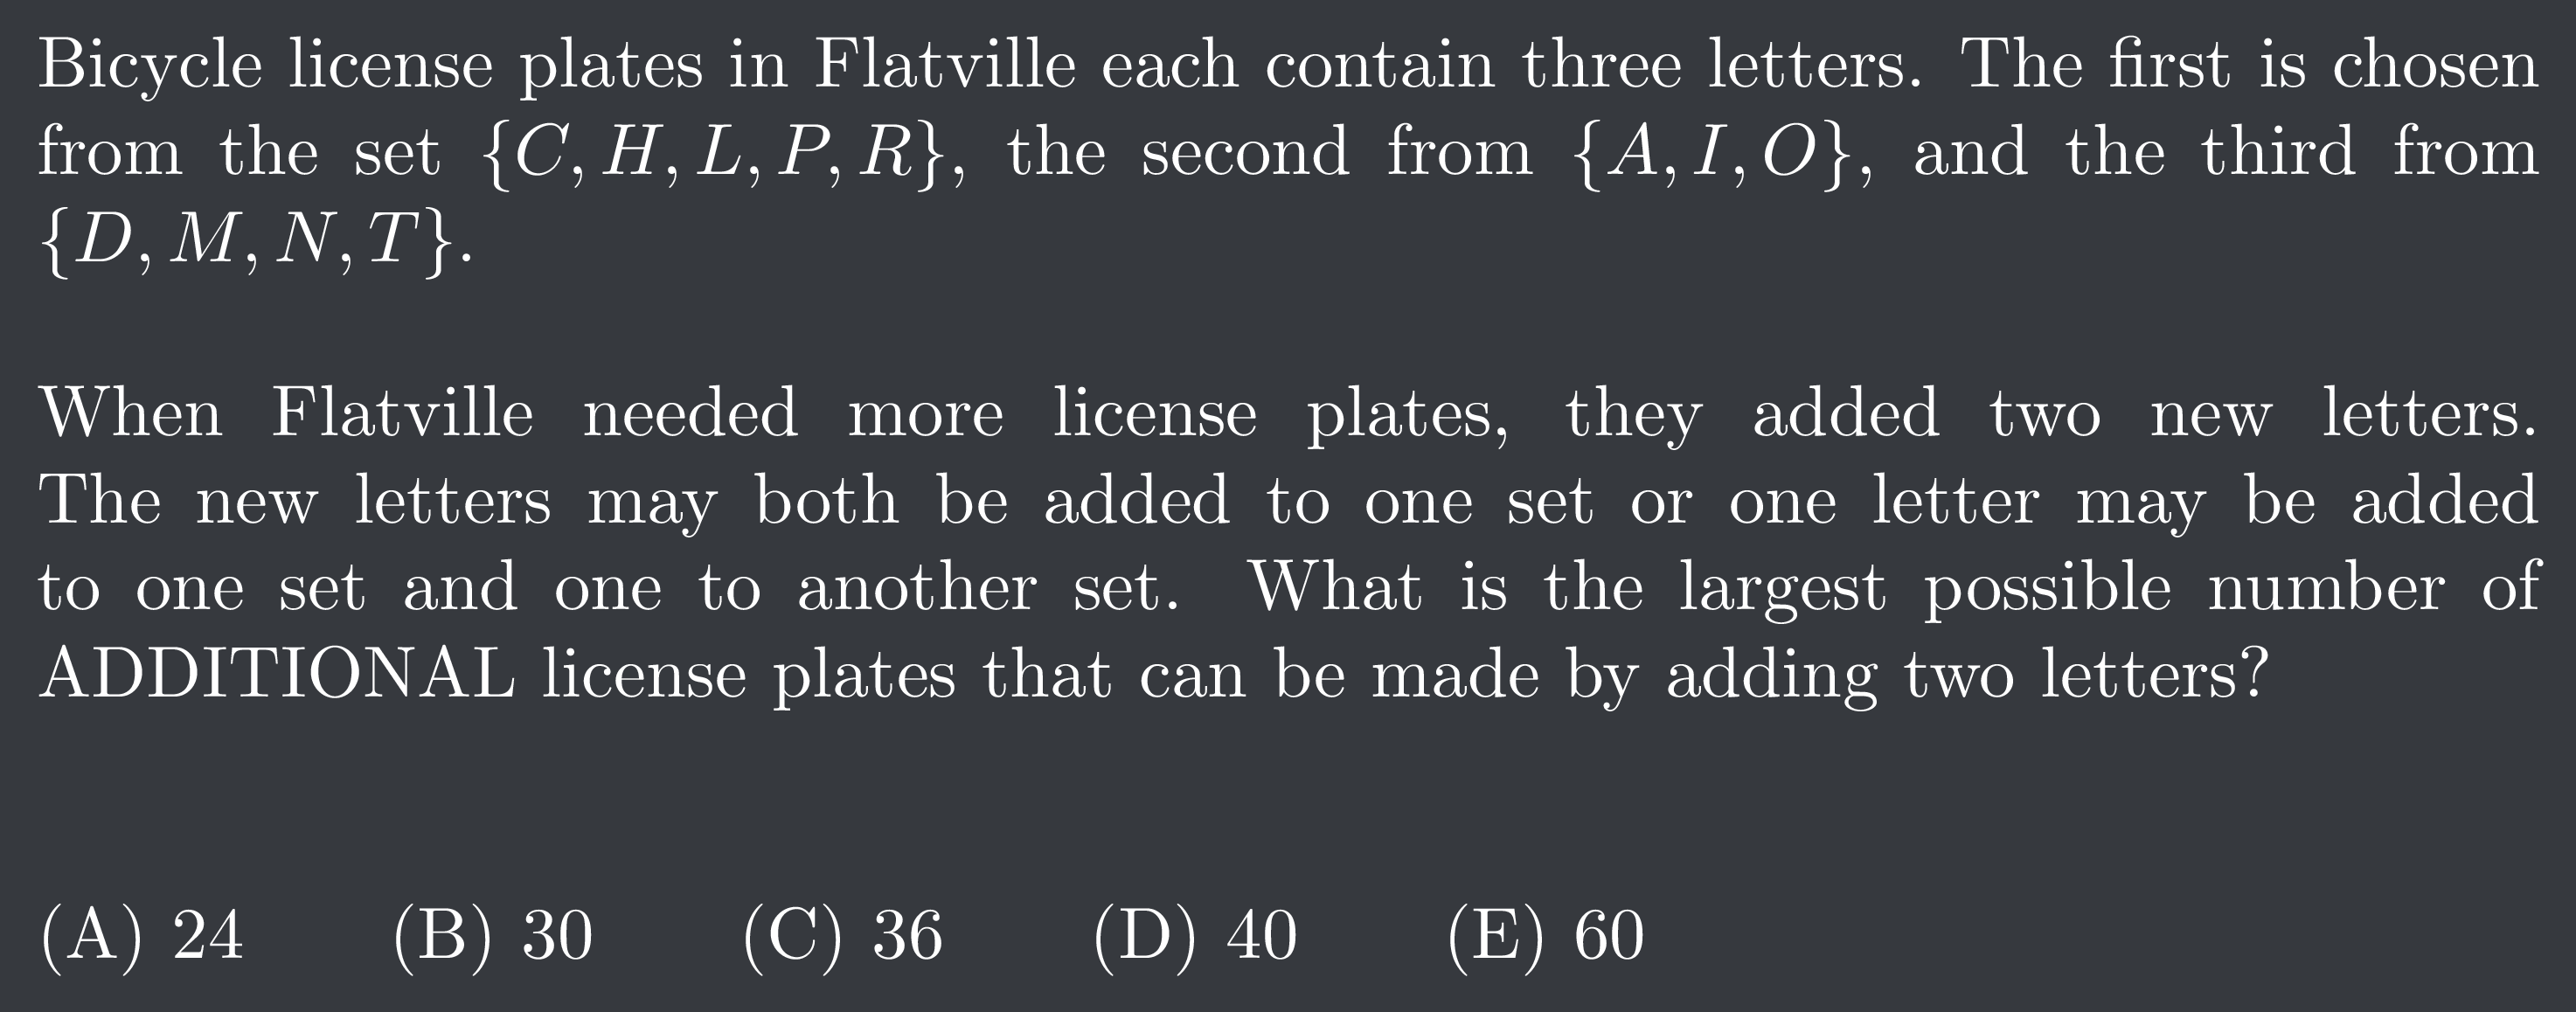 Bicycle license plates in Flatville each contain three letters. The first is chosen
from the set {C, H, L, P, R}, the second from {A, I, O}, and the third from
{D, M, N, T}.
When Flatville needed more license plates, they added two new letters.
The new letters may both be added to one set or one letter may be added
to one set and one to another set. What is the largest possible number of
ADDITIONAL license plates that can be made by adding two letters?
(A) 24 (B) 30 (C) 36 (D) 40 (E) 60